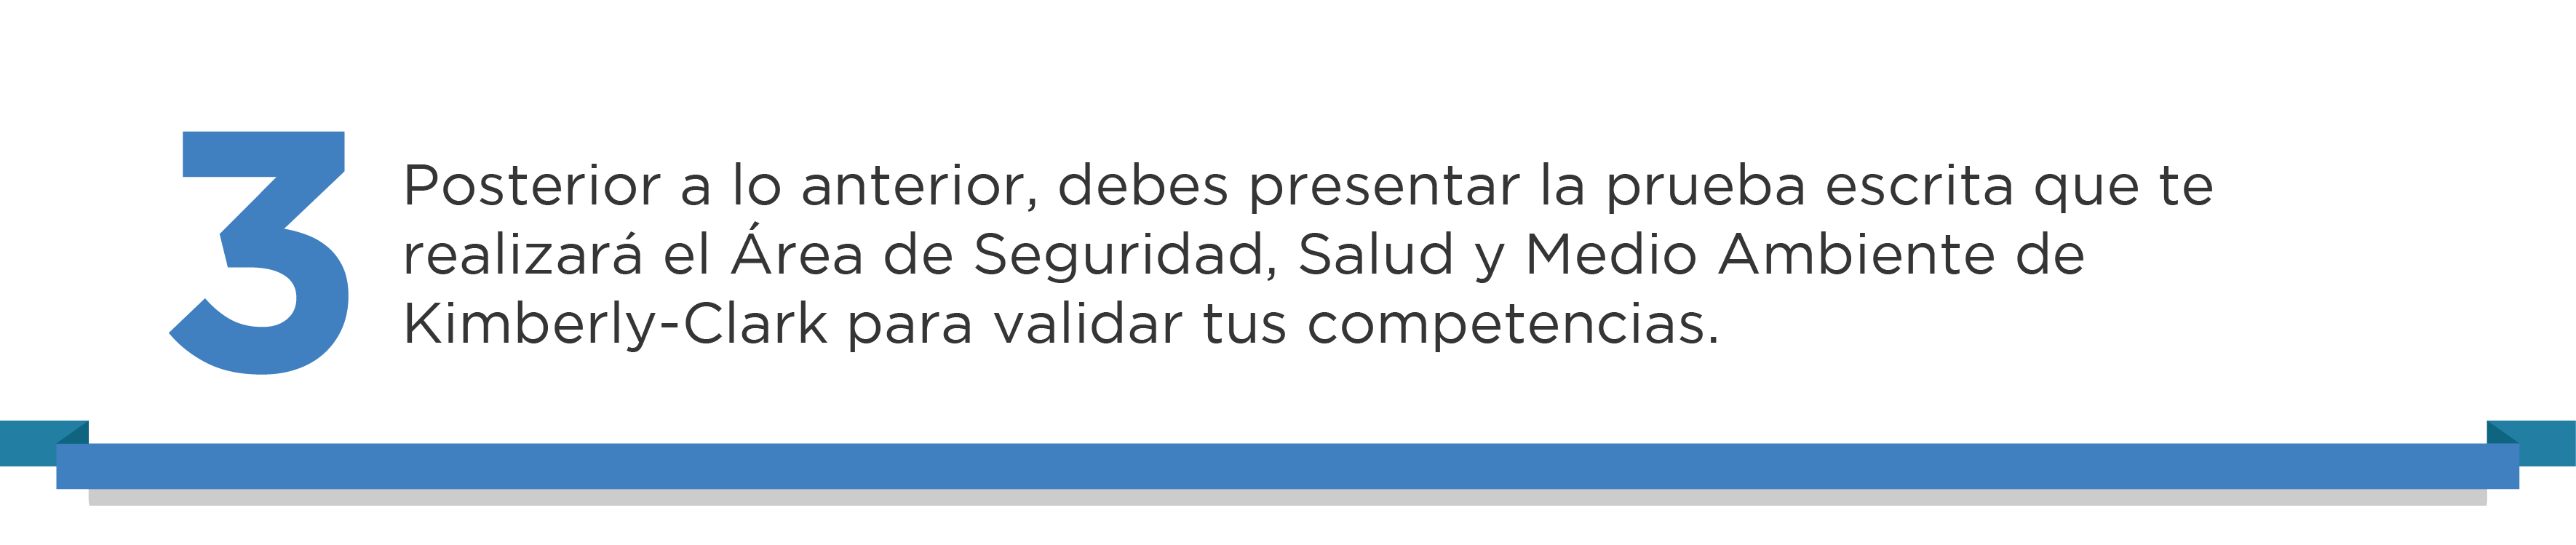 3
Posterior a lo anterior, debes presentar la prueba escrita que te
realizará el Área de Seguridad, Salud y Medio Ambiente de
Kimberly-Clark para validar tus competencias.